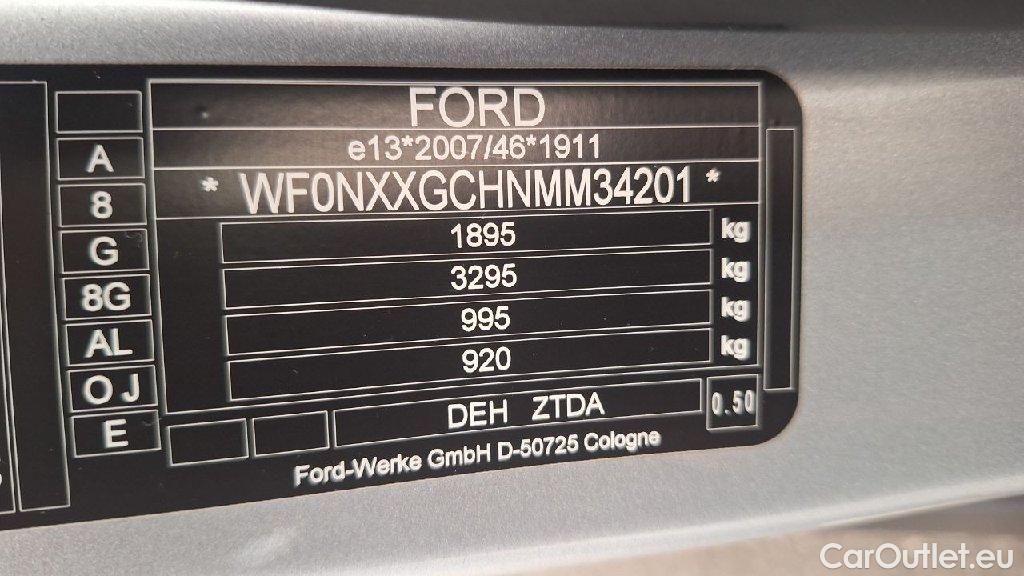 FORD
e13*2007/46*1911
* WF0NXXGCHNMM34201 *
1895 kg
3295 kg
995 kg
920 kg
A
8
G
8G
AL
OJ
E
DEH ZTDA
0.50
Ford-Werke GmbH D-50725 Cologne
CarOutlet.eu